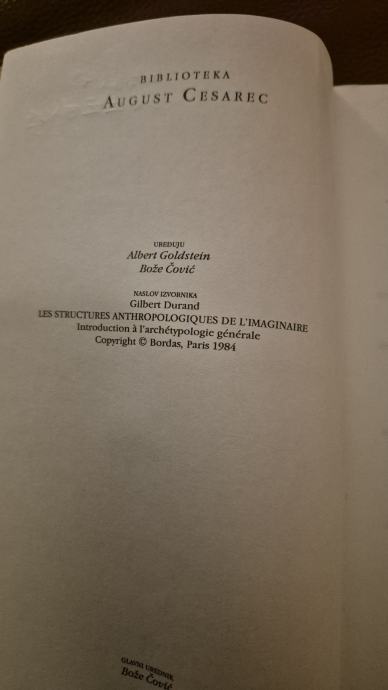 BIBLIOTEKA
AUGUST CESAREC
UREĐUJU
Albert Goldstein
Bože Čović
NASLOV IZVORNIKA
Gilbert Durand
LES STRUCTURES ANTHROPOLOGIQUES DE L'IMAGINAIRE
Introduction à l'archétypologie générale
Copyright © Bordas, Paris 1984
GLAVNI UREDNIK
Bože Čović